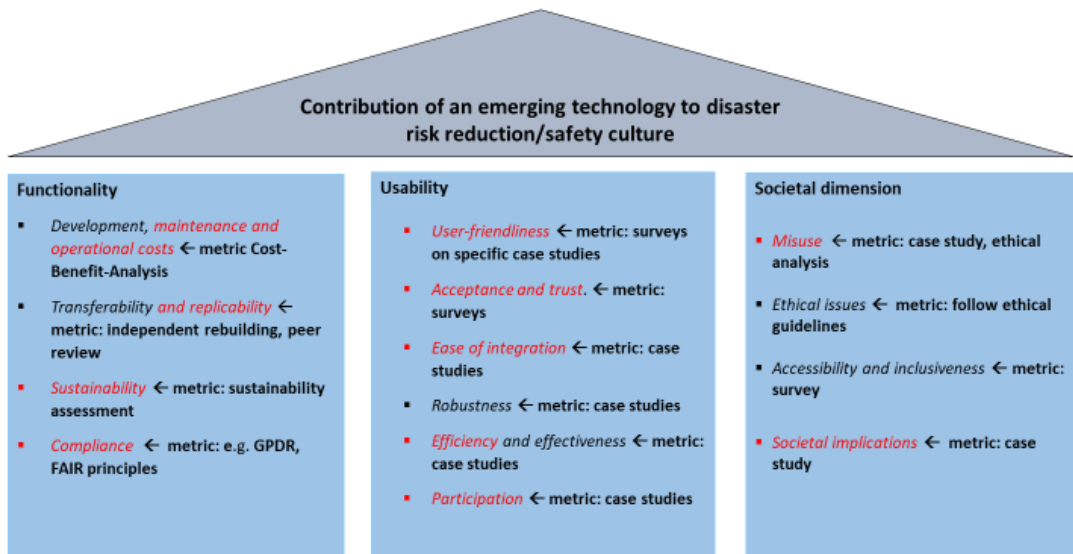 Contribution of an emerging technology to disaster
risk reduction/safety culture
Functionality
▪ Development, maintenance and
operational costs ← metric Cost-
Benefit-Analysis
▪ Transferability and replicability ←
metric: independent rebuilding, peer
review
▪ Sustainability ← metric: sustainability
assessment
▪ Compliance ← metric: e.g. GPDR,
FAIR principles
Usability
▪ User-friendliness ← metric: surveys
on specific case studies
▪ Acceptance and trust. ← metric:
surveys
▪ Ease of integration ← metric: case
studies
▪ Robustness ← metric: case studies
▪ Efficiency and effectiveness ← metric:
case studies
▪ Participation ← metric: case studies
Societal dimension
▪ Misuse ← metric: case study, ethical
analysis
▪ Ethical issues ← metric: follow ethical
guidelines
▪ Accessibility and inclusiveness ← metric:
survey
▪ Societal implications ← metric: case
study